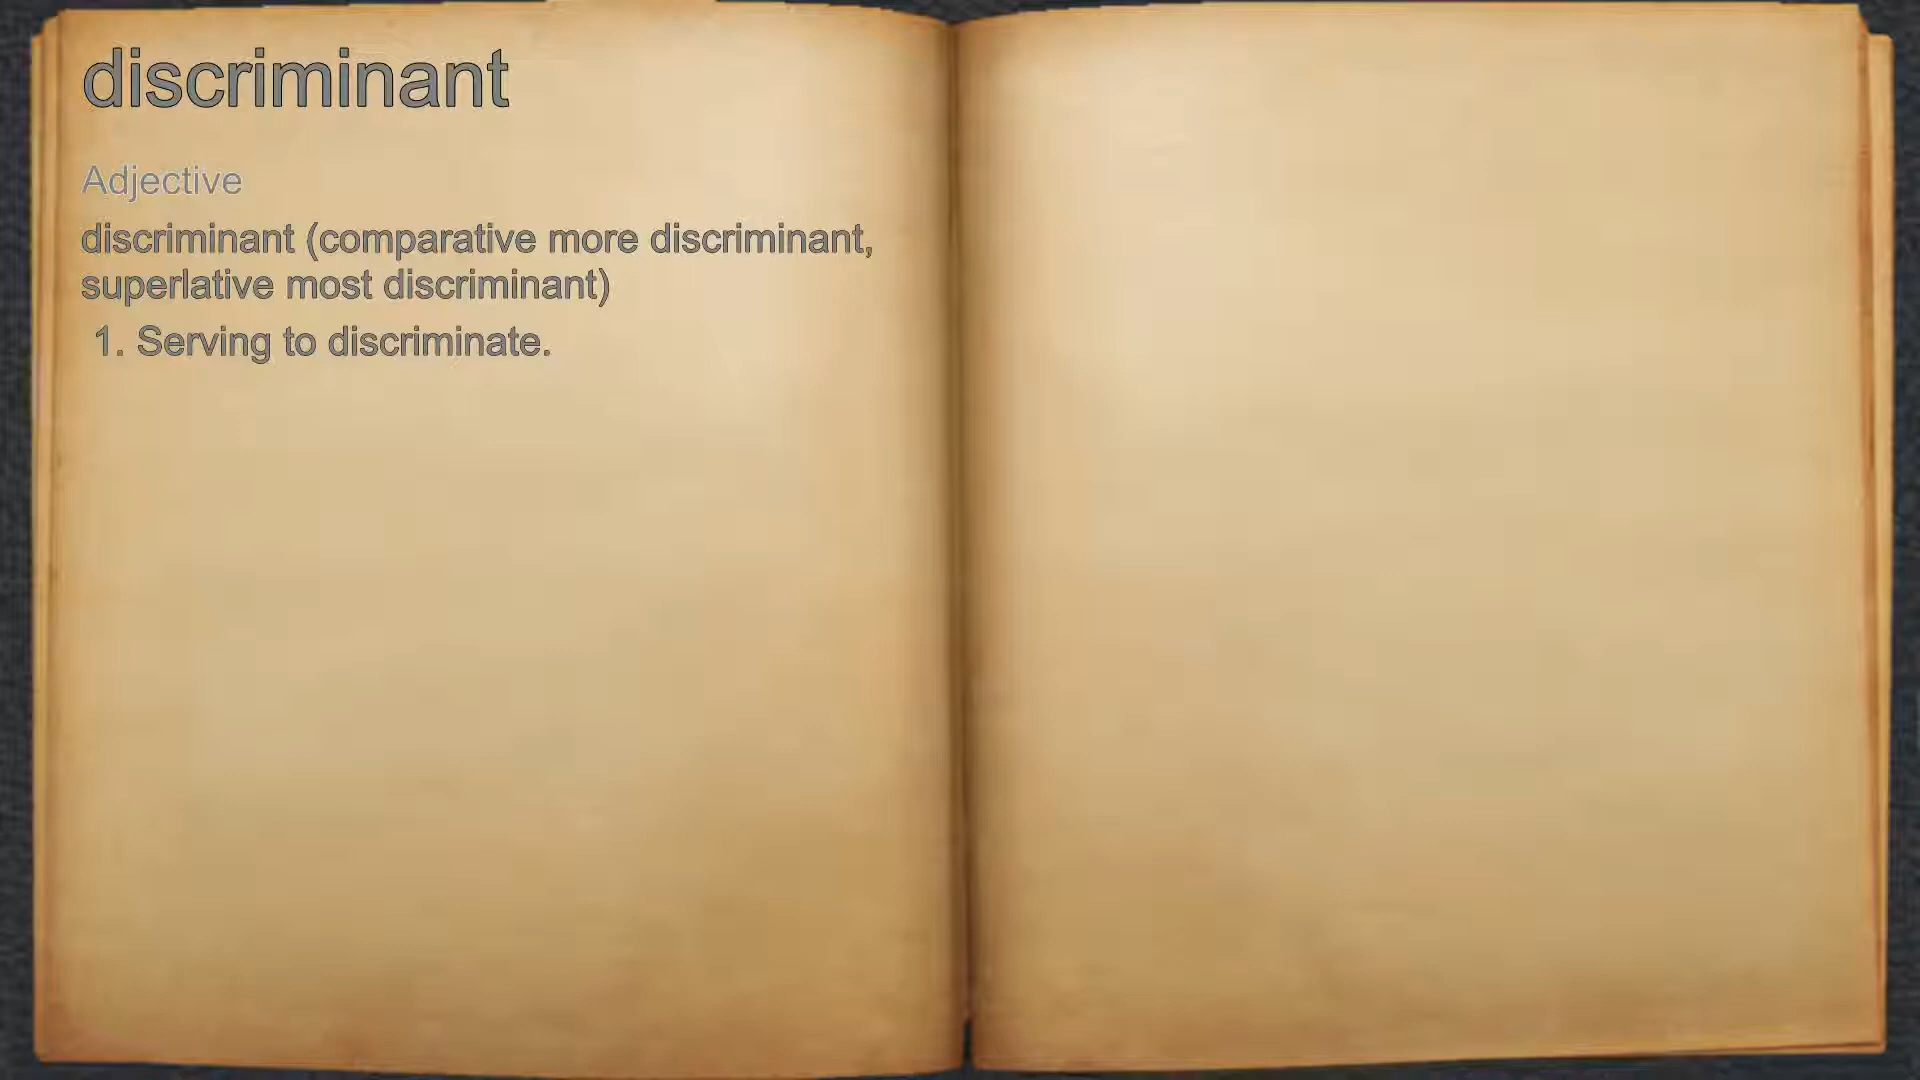 discriminant
Adjective
discriminant (comparative more discriminant,
superlative most discriminant)
1. Serving to discriminate.